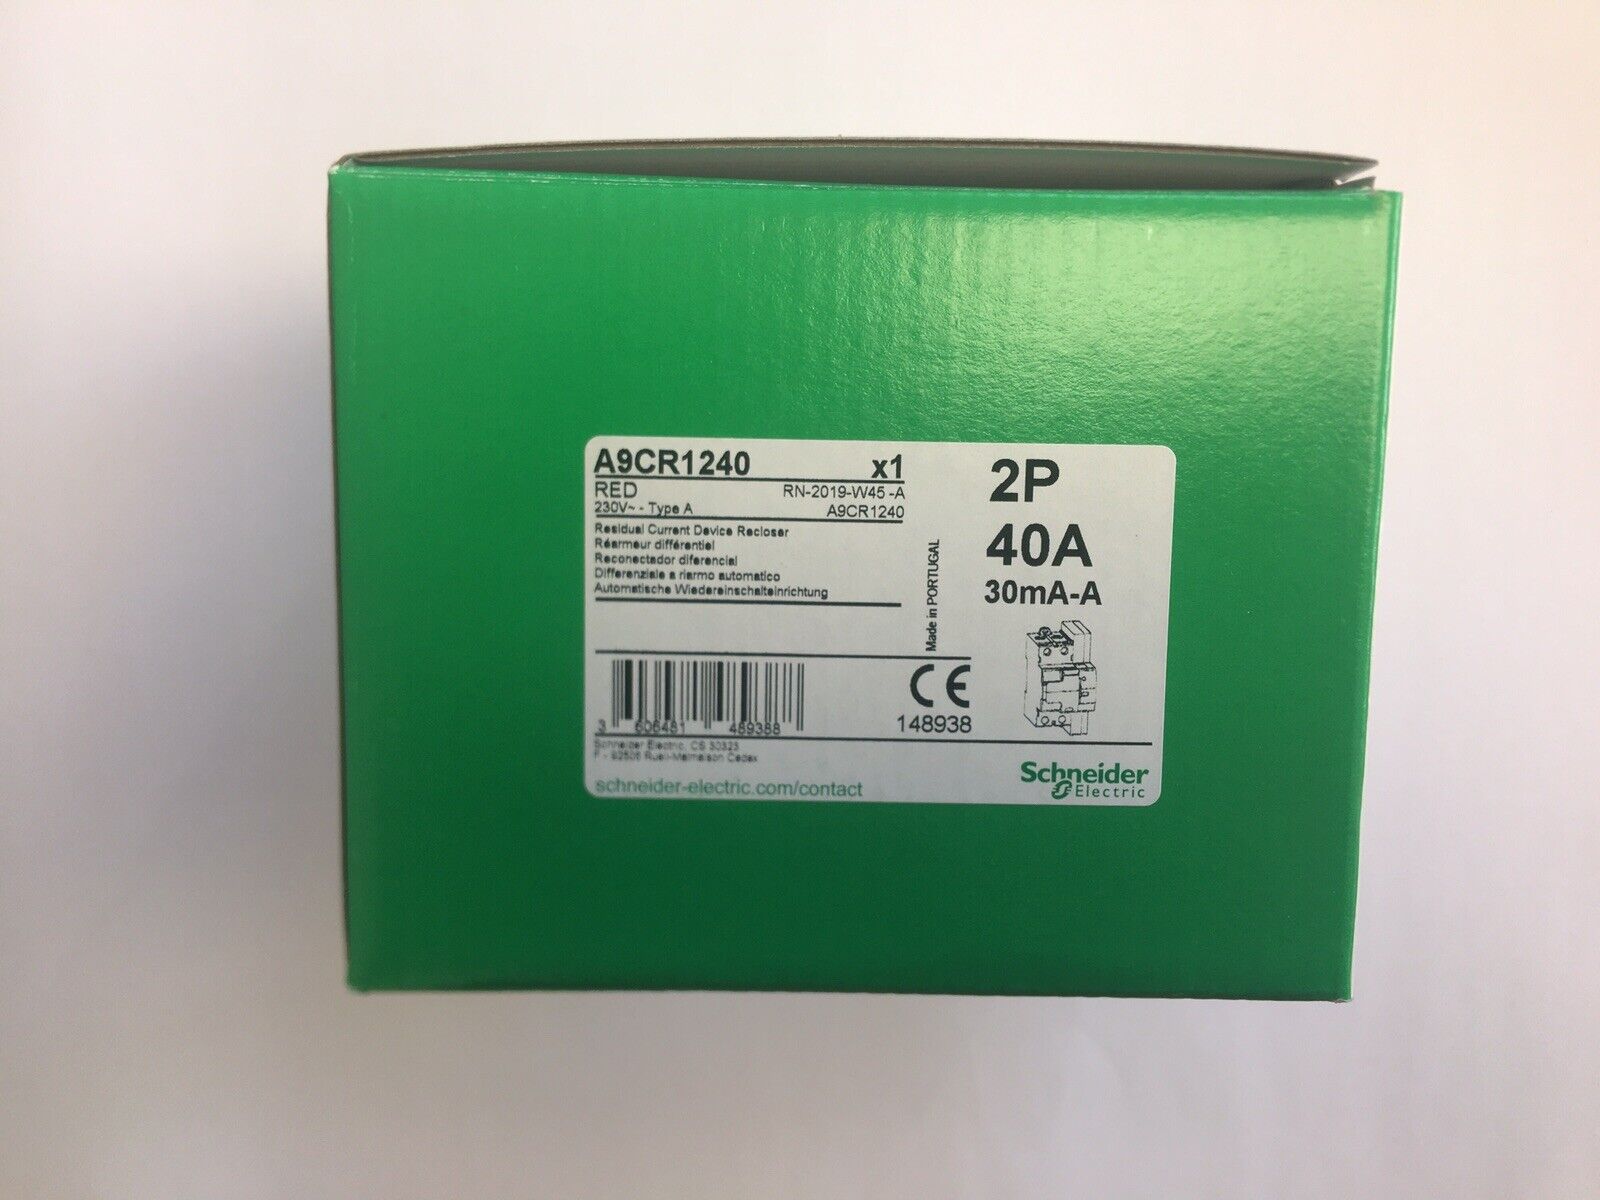 A9CR1240 x1
RED RN-2019-W45 -A
230V~ - Type A A9CR1240
Residual Current Device Recloser
Réarmeur différentiel
Reconectador diferencial
Differenziale a riarmo automatico
Automatische Wiedereinschalteinrichtung
Made in PORTUGAL
2P
40A
30mA-A
CE
3 606481 489388
148938
Schneider Electric, CS 30323
F - 92506 Rueil-Malmaison Cedex
schneider-electric.com/contact
Schneider
Electric